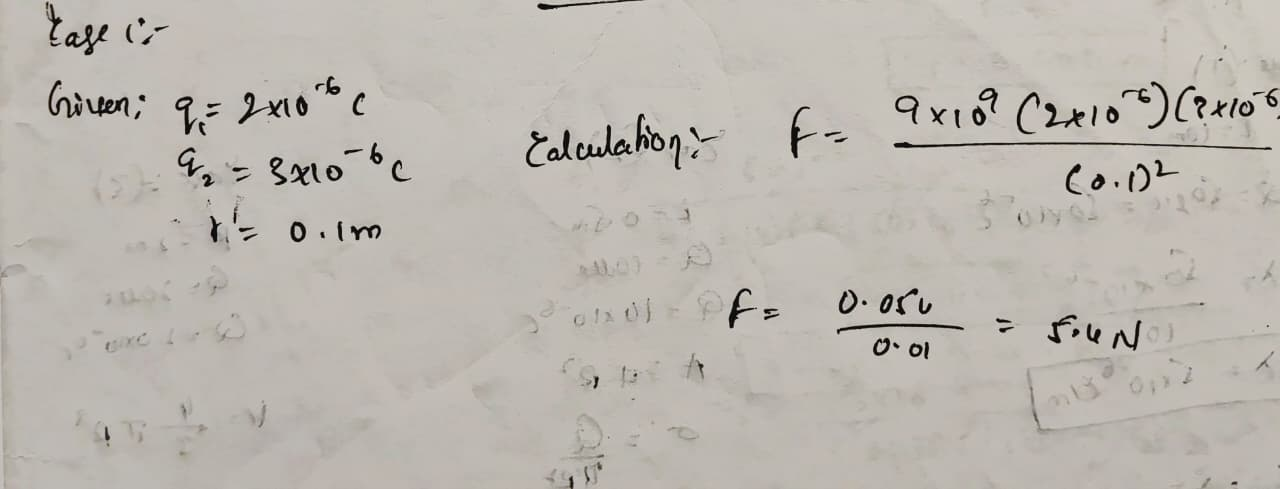 Case i:-
Given: q₁ = 2×10⁻⁶ C
q₂ = 3×10⁻⁶ C
r = 0.1m
Calculation:- F = 9×10⁹ (2×10⁻⁶)(3×10⁻⁶ / (0.1)²
F = 0.054 / 0.01 = 5.4 N